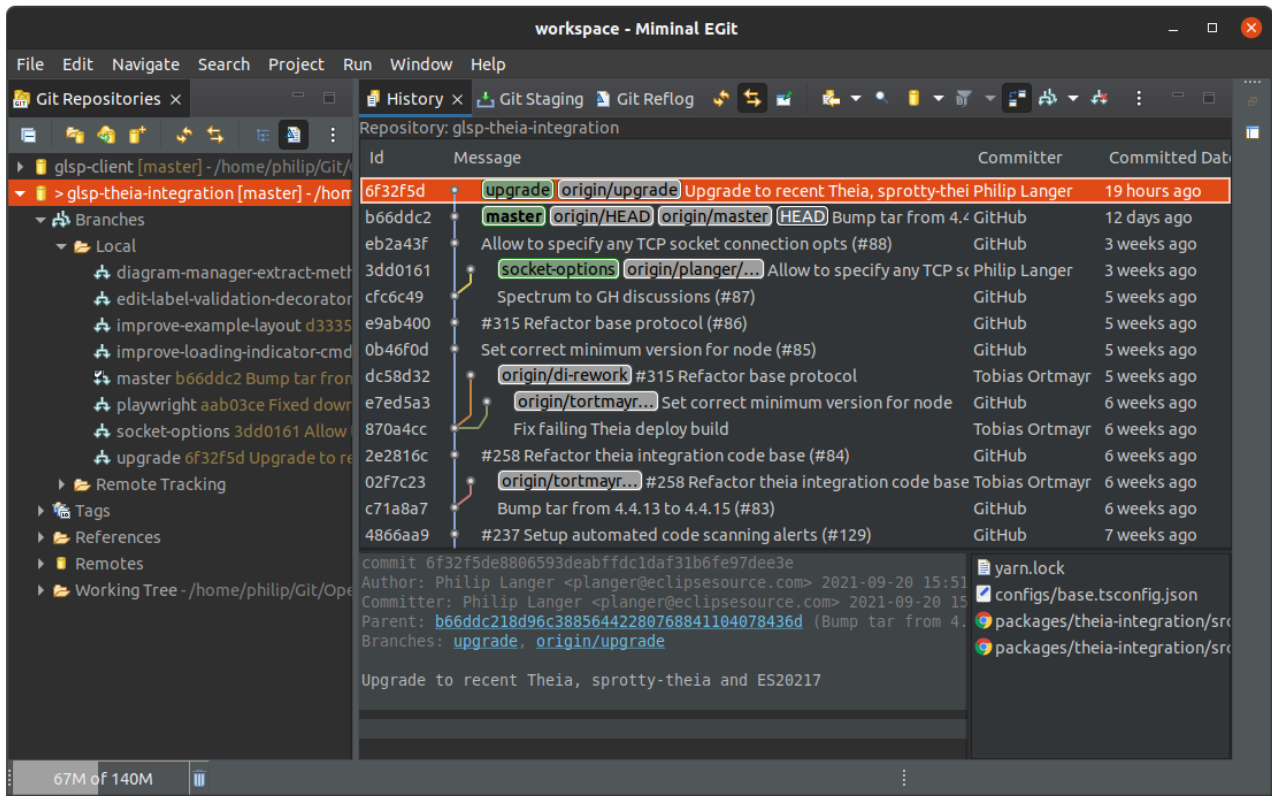 workspace - Miminal EGit
File Edit Navigate Search Project Run Window Help
Git Repositories
History Git Staging Git Reflog
Repository: glsp-theia-integration
glsp-client [master] - /home/philip/Git/
> glsp-theia-integration [master] - /hom
Branches
Local
diagram-manager-extract-meth
edit-label-validation-decorator
improve-example-layout d3335
improve-loading-indicator-cmd
master b66ddc2 Bump tar from
playwright aab03ce Fixed down
socket-options 3dd0161 Allow
upgrade 6f32f5d Upgrade to re
Remote Tracking
Tags
References
Remotes
Working Tree - /home/philip/Git/Ope
Id Message Committer Committed Dat
6f32f5d upgrade origin/upgrade Upgrade to recent Theia, sprotty-thei Philip Langer 19 hours ago
b66ddc2 master origin/HEAD origin/master HEAD Bump tar from 4.4 GitHub 12 days ago
eb2a43f Allow to specify any TCP socket connection opts (#88) GitHub 3 weeks ago
3dd0161 socket-options origin/planger/... Allow to specify any TCP so Philip Langer 3 weeks ago
cfc6c49 Spectrum to GH discussions (#87) GitHub 5 weeks ago
e9ab400 #315 Refactor base protocol (#86) GitHub 5 weeks ago
0b46f0d Set correct minimum version for node (#85) GitHub 5 weeks ago
dc58d32 origin/di-rework #315 Refactor base protocol Tobias Ortmayr 5 weeks ago
e7ed5a3 origin/tortmayr... Set correct minimum version for node GitHub 6 weeks ago
870a4cc Fix failing Theia deploy build Tobias Ortmayr 6 weeks ago
2e2816c #258 Refactor theia integration code base (#84) GitHub 6 weeks ago
02f7c23 origin/tortmayr... #258 Refactor theia integration code base Tobias Ortmayr 6 weeks ago
c71a8a7 Bump tar from 4.4.13 to 4.4.15 (#83) GitHub 6 weeks ago
4866aa9 #237 Setup automated code scanning alerts (#129) GitHub 7 weeks ago
commit 6f32f5de8806593deabffdc1daf31b6fe97dee3e
Author: Philip Langer <planger@eclipsesource.com> 2021-09-20 15:51
Committer: Philip Langer <planger@eclipsesource.com> 2021-09-20 15
Parent: b66ddc218d96c388564422807688411040 78436d (Bump tar from 4.
Branches: upgrade, origin/upgrade
Upgrade to recent Theia, sprotty-theia and ES20217
yarn.lock
configs/base.tsconfig.json
packages/theia-integration/src
packages/theia-integration/src
67M of 140M